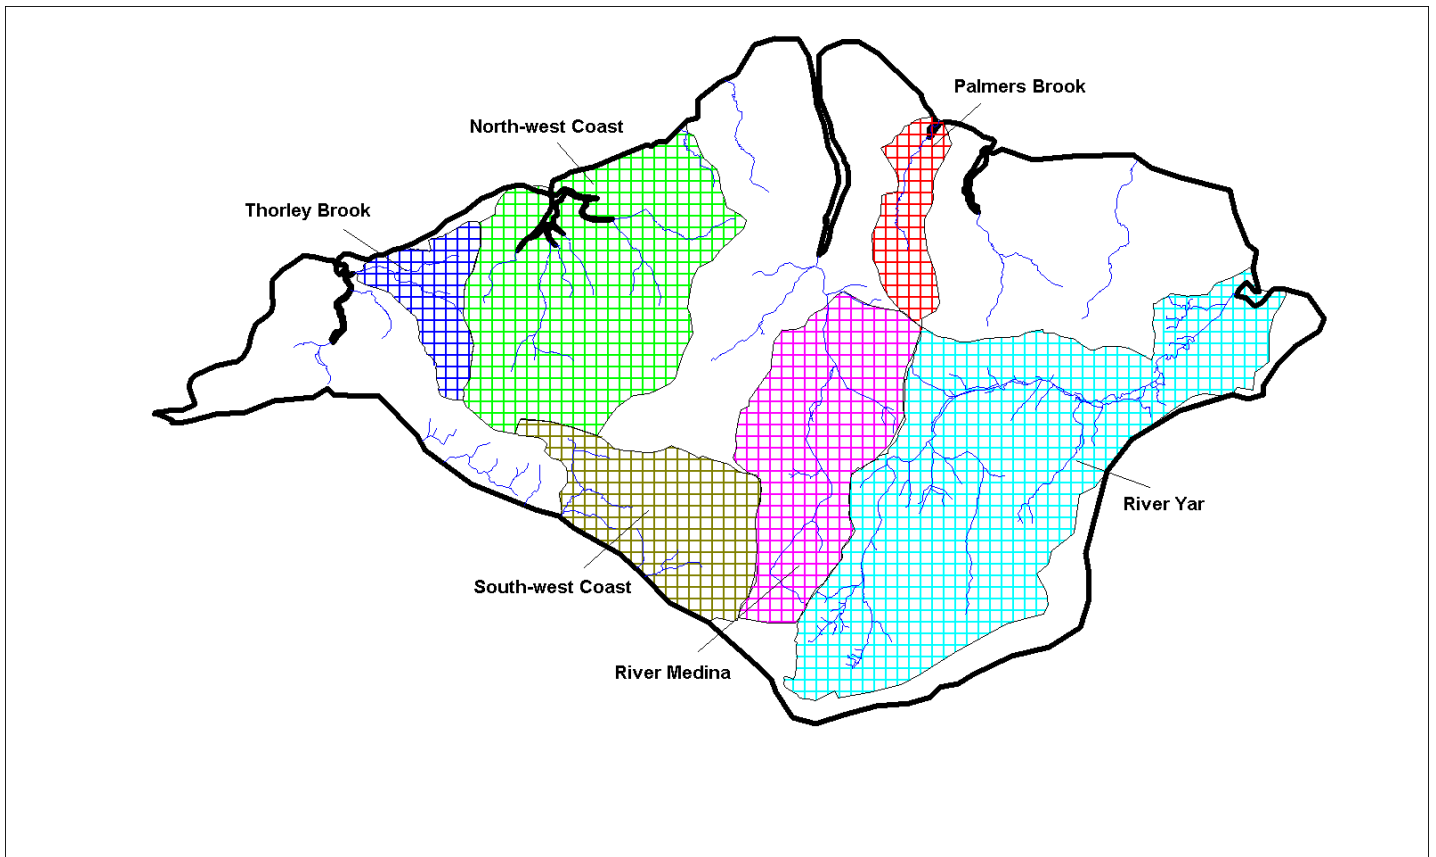 Palmers Brook
North-west Coast
Thorley Brook
River Yar
South-west Coast
River Medina